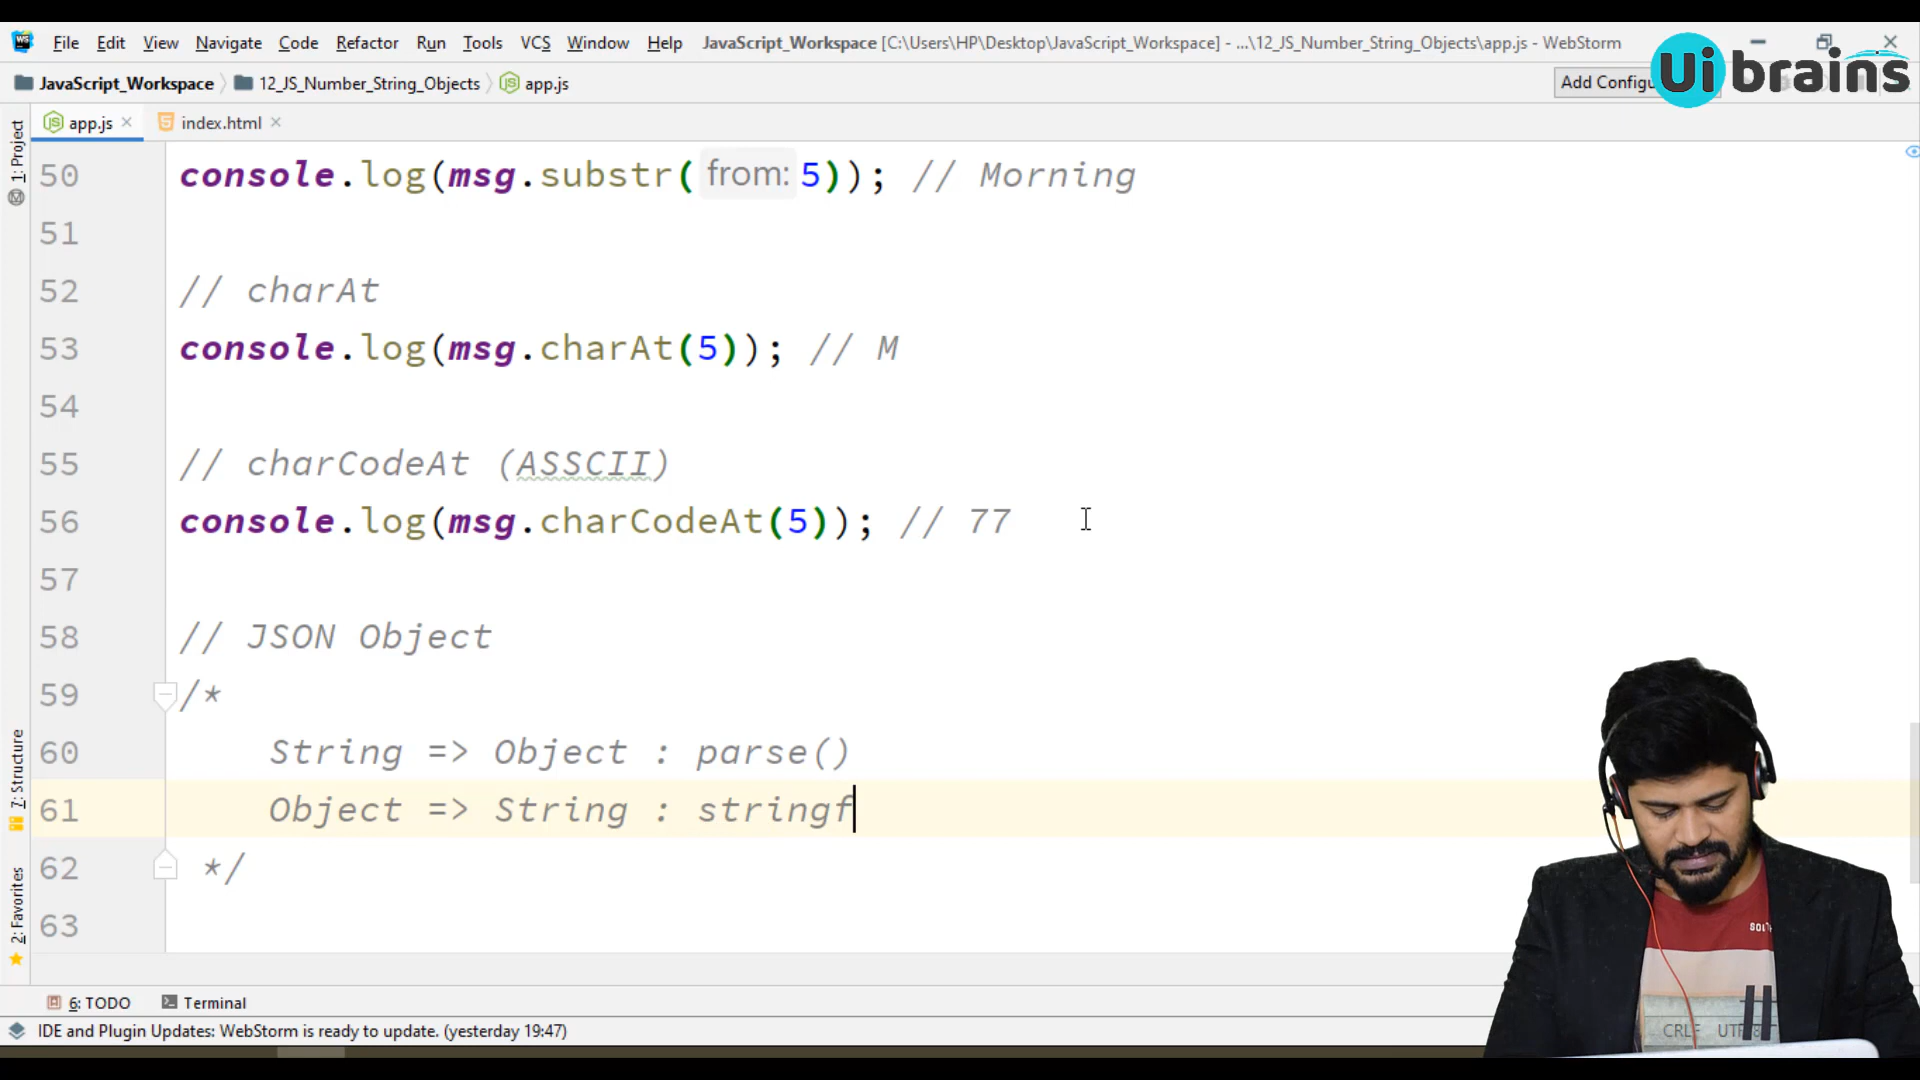 File Edit View Navigate Code Refactor Run Tools VCS Window Help JavaScript_Workspace [C:\Users\HP\Desktop\JavaScript_Workspace] - ...\12_JS_Number_String_Objects\app.js - WebStorm
JavaScript_Workspace 12_JS_Number_String_Objects app.js Add Configu
Ui brains
app.js index.html
1: Project
7: Structure
2: Favorites
50 console.log(msg.substr( from: 5)); // Morning
51
52 // charAt
53 console.log(msg.charAt(5)); // M
54
55 // charCodeAt (ASSCII)
56 console.log(msg.charCodeAt(5)); // 77
57
58 // JSON Object
59 /*
60 String => Object : parse()
61 Object => String : stringf
62 */
63
6: TODO Terminal
IDE and Plugin Updates: WebStorm is ready to update. (yesterday 19:47) CRLF